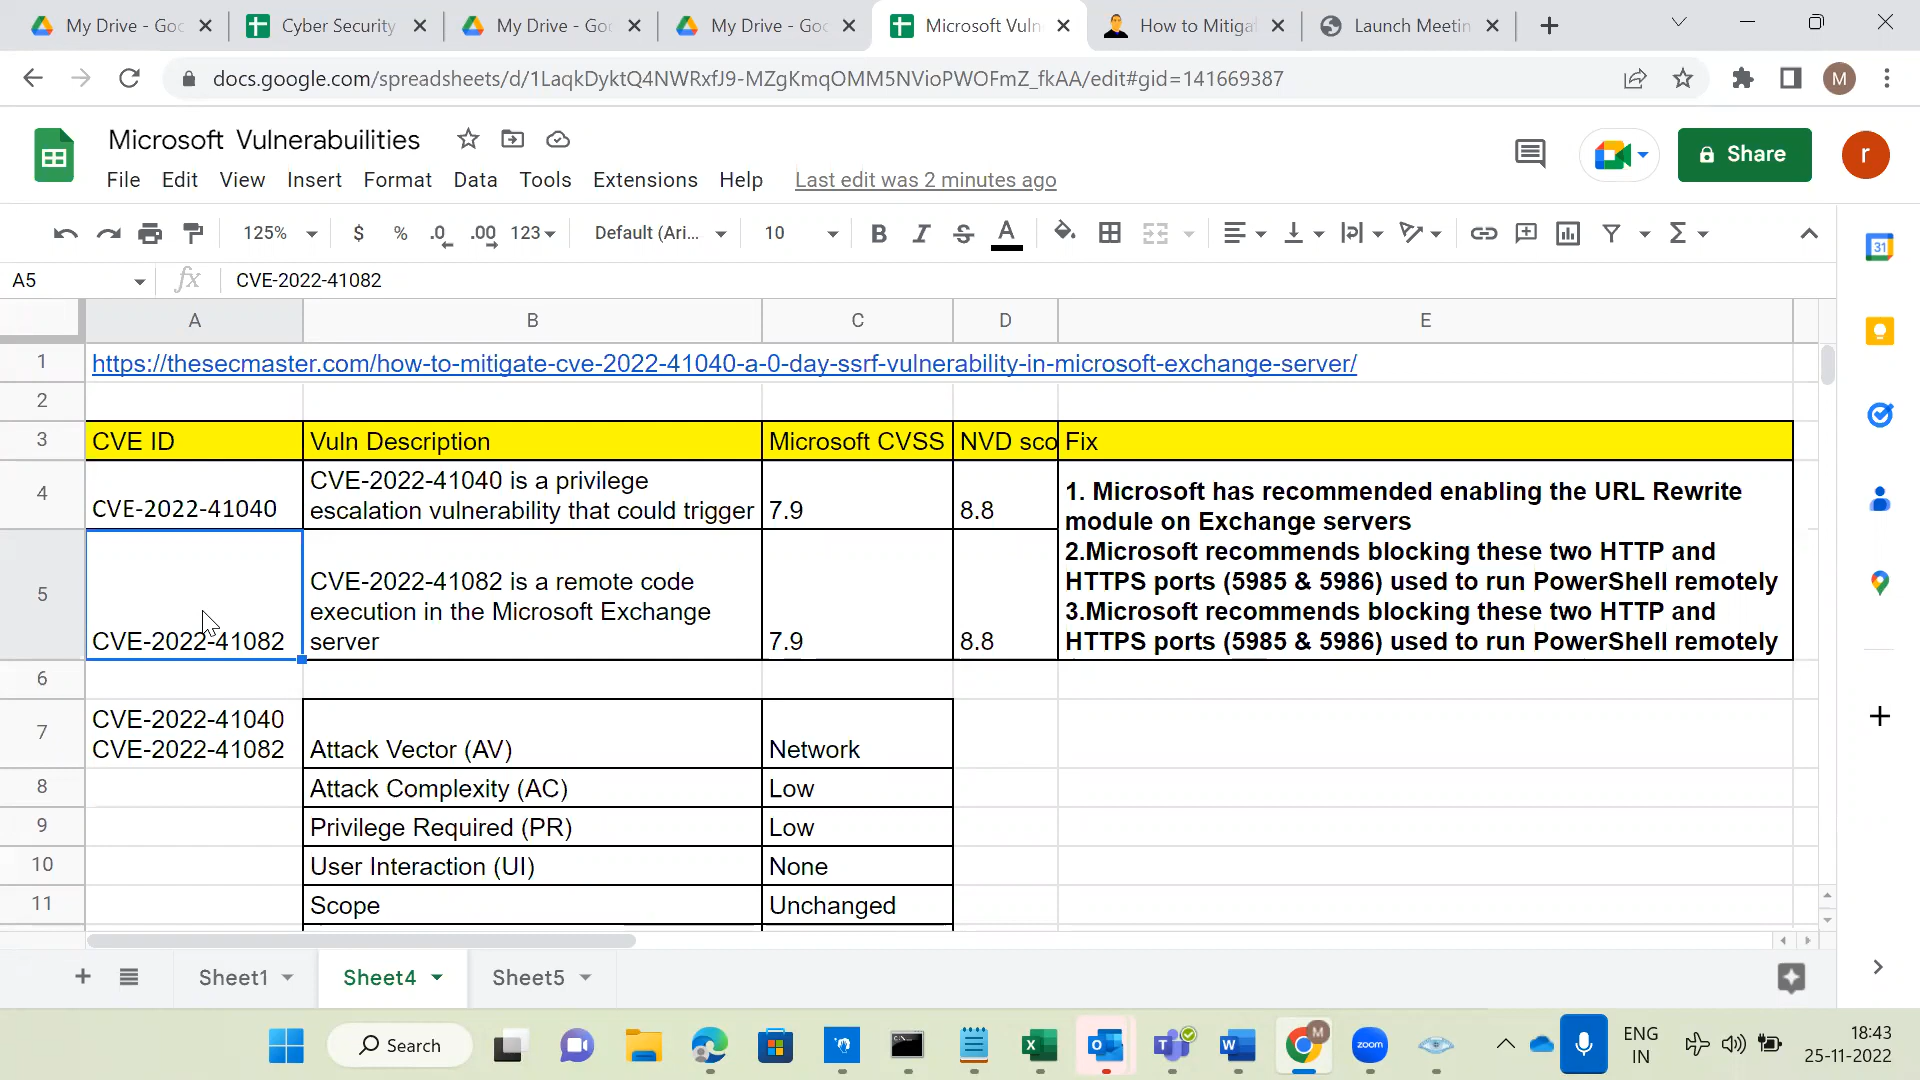 My Drive - Goo
Cyber Security
My Drive - Goo
My Drive - Goo
Microsoft Vuln
How to Mitiga
Launch Meetin
docs.google.com/spreadsheets/d/1LaqkDyktQ4NWRxfJ9-MZgKmqOMM5NVioPWOFmZ_fkAA/edit#gid=141669387
M
Microsoft Vulnerabuilities
Share
r
File Edit View Insert Format Data Tools Extensions Help Last edit was 2 minutes ago
125% $ % .0 .00 123 Default (Ari... 10 B I S A
31
A5 fx CVE-2022-41082
A B C D E
1 https://thesecmaster.com/how-to-mitigate-cve-2022-41040-a-0-day-ssrf-vulnerability-in-microsoft-exchange-server/
2
3 CVE ID Vuln Description Microsoft CVSS NVD sco Fix
4 CVE-2022-41040
CVE-2022-41040 is a privilege
escalation vulnerability that could trigger
7.9 8.8
1. Microsoft has recommended enabling the URL Rewrite
module on Exchange servers
2.Microsoft recommends blocking these two HTTP and
HTTPS ports (5985 & 5986) used to run PowerShell remotely
3.Microsoft recommends blocking these two HTTP and
HTTPS ports (5985 & 5986) used to run PowerShell remotely
5 CVE-2022-41082
CVE-2022-41082 is a remote code
execution in the Microsoft Exchange
server
7.9 8.8
6
7 CVE-2022-41040
CVE-2022-41082
Attack Vector (AV) Network
8 Attack Complexity (AC) Low
9 Privilege Required (PR) Low
10 User Interaction (UI) None
11 Scope Unchanged
Sheet1 Sheet4 Sheet5
Search
zoom
M
ENG
IN
18:43
25-11-2022